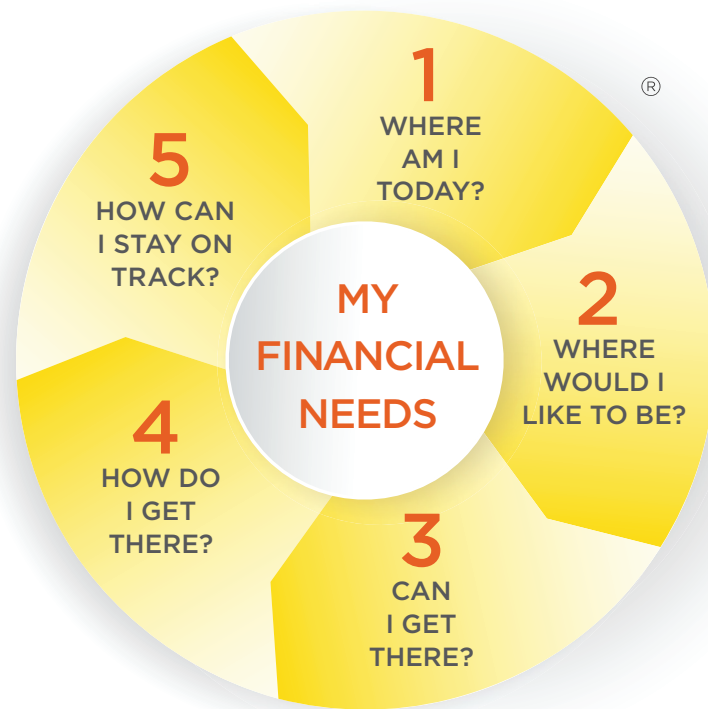 1
WHERE
AM I
TODAY?
®
2
WHERE
WOULD I
LIKE TO BE?
3
CAN
I GET
THERE?
4
HOW DO
I GET
THERE?
5
HOW CAN
I STAY ON
TRACK?
MY
FINANCIAL
NEEDS